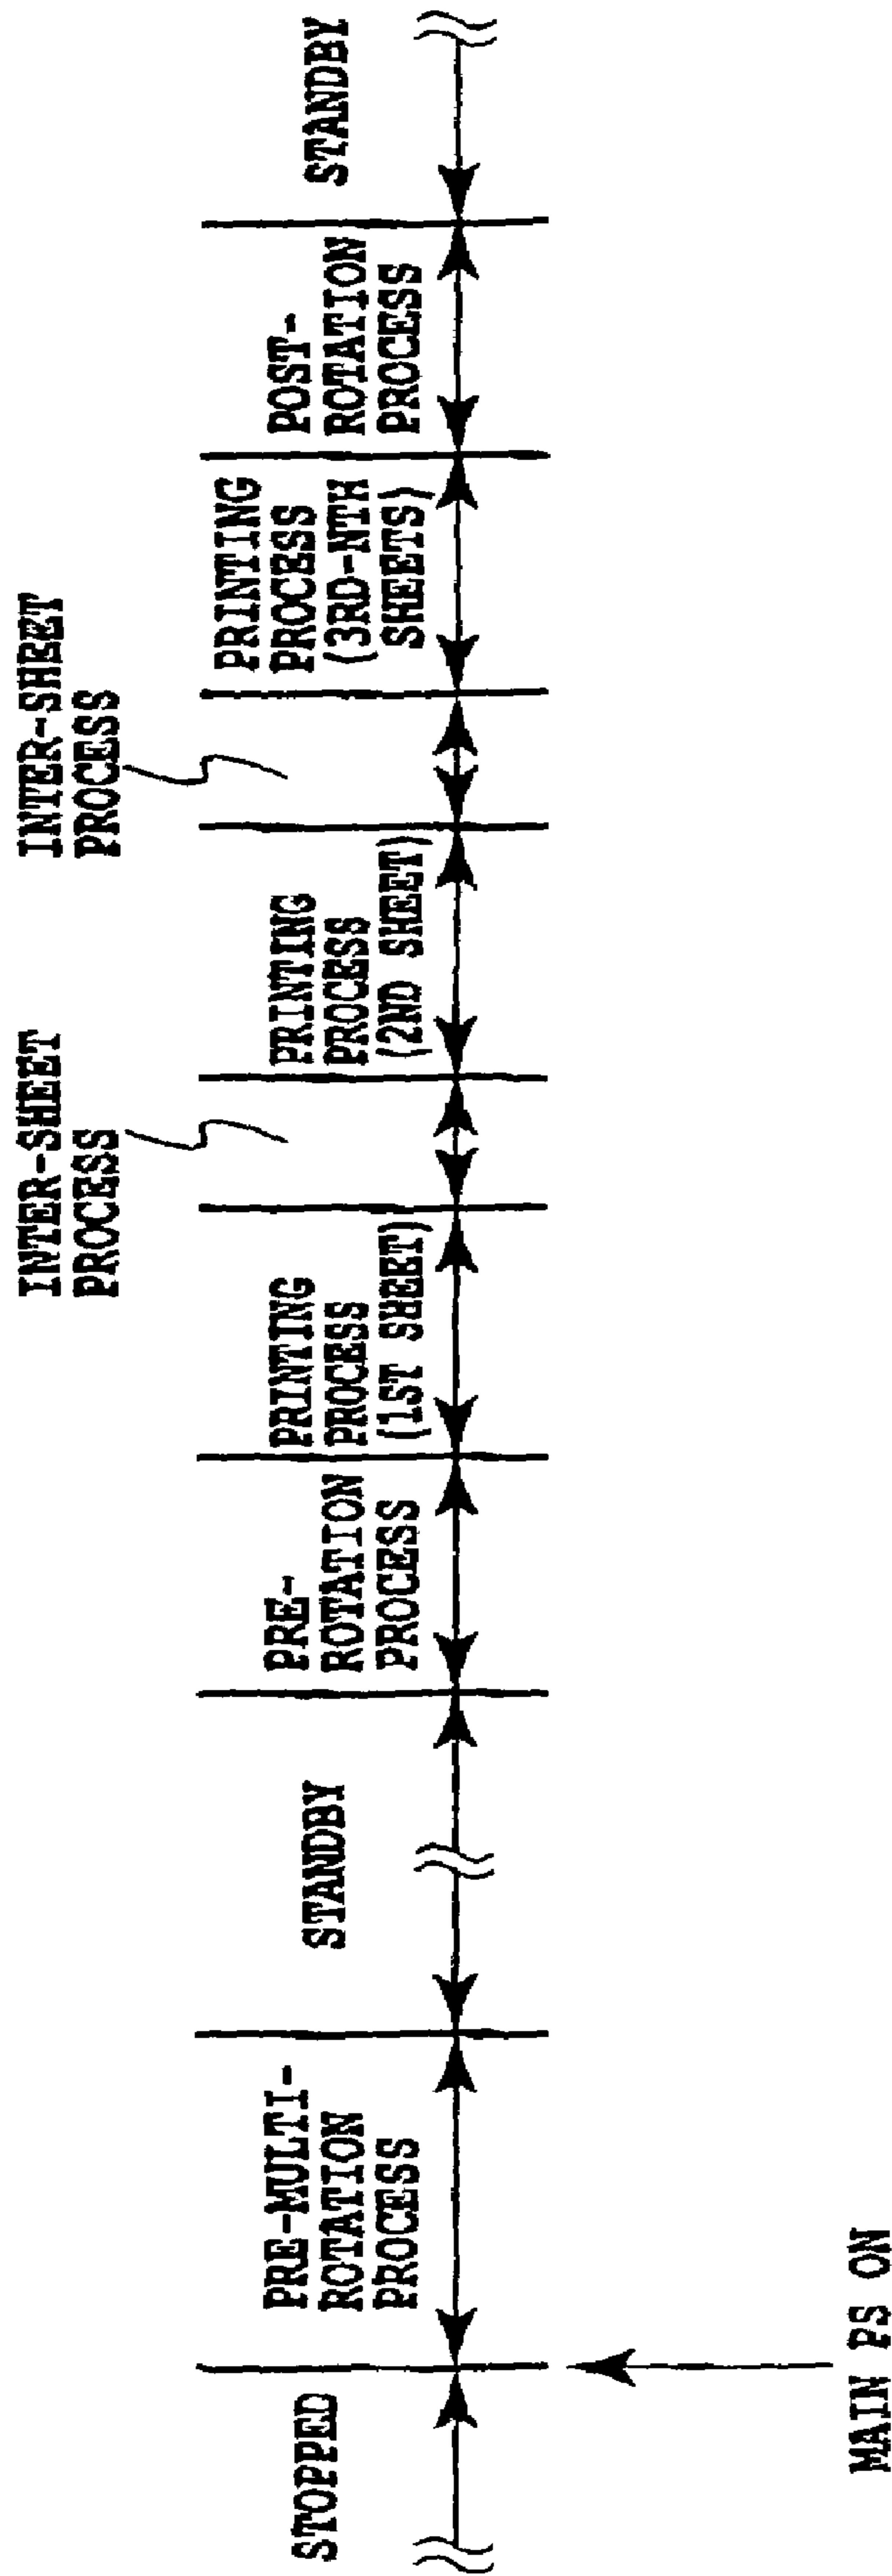 STOPPED
PRE-MULTI-
ROTATION
PROCESS
STANDBY
PRE-
ROTATION
PROCESS
PRINTING
PROCESS
(1ST SHEET)
INTER-SHEET
PROCESS
PRINTING
PROCESS
(2ND SHEET)
INTER-SHEET
PROCESS
PRINTING
PROCESS
(3RD-NTH
SHEETS)
POST-
ROTATION
PROCESS
STANDBY
MAIN PS ON